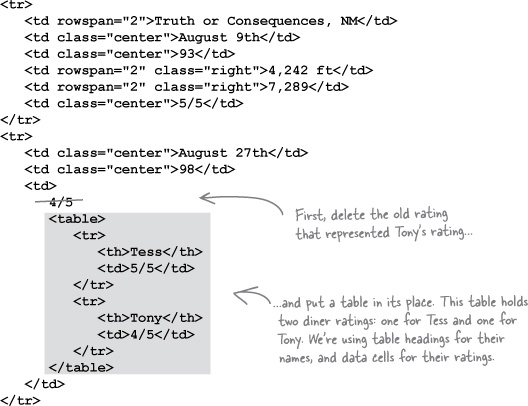 <tr>
<td rowspan="2">Truth or Consequences, NM</td>
<td class="center">August 9th</td>
<td class="center">93</td>
<td rowspan="2" class="right">4,242 ft</td>
<td rowspan="2" class="right">7,289</td>
<td class="center">5/5</td>
</tr>
<tr>
<td class="center">August 27th</td>
<td class="center">98</td>
<td>
4/5
<table>
<tr>
<th>Tess</th>
<td>5/5</td>
</tr>
<tr>
<th>Tony</th>
<td>4/5</td>
</tr>
</table>
</td>
</tr>
First, delete the old rating
that represented Tony's rating...
...and put a table in its place. This table holds
two diner ratings: one for Tess and one for
Tony. We're using table headings for their
names, and data cells for their ratings.